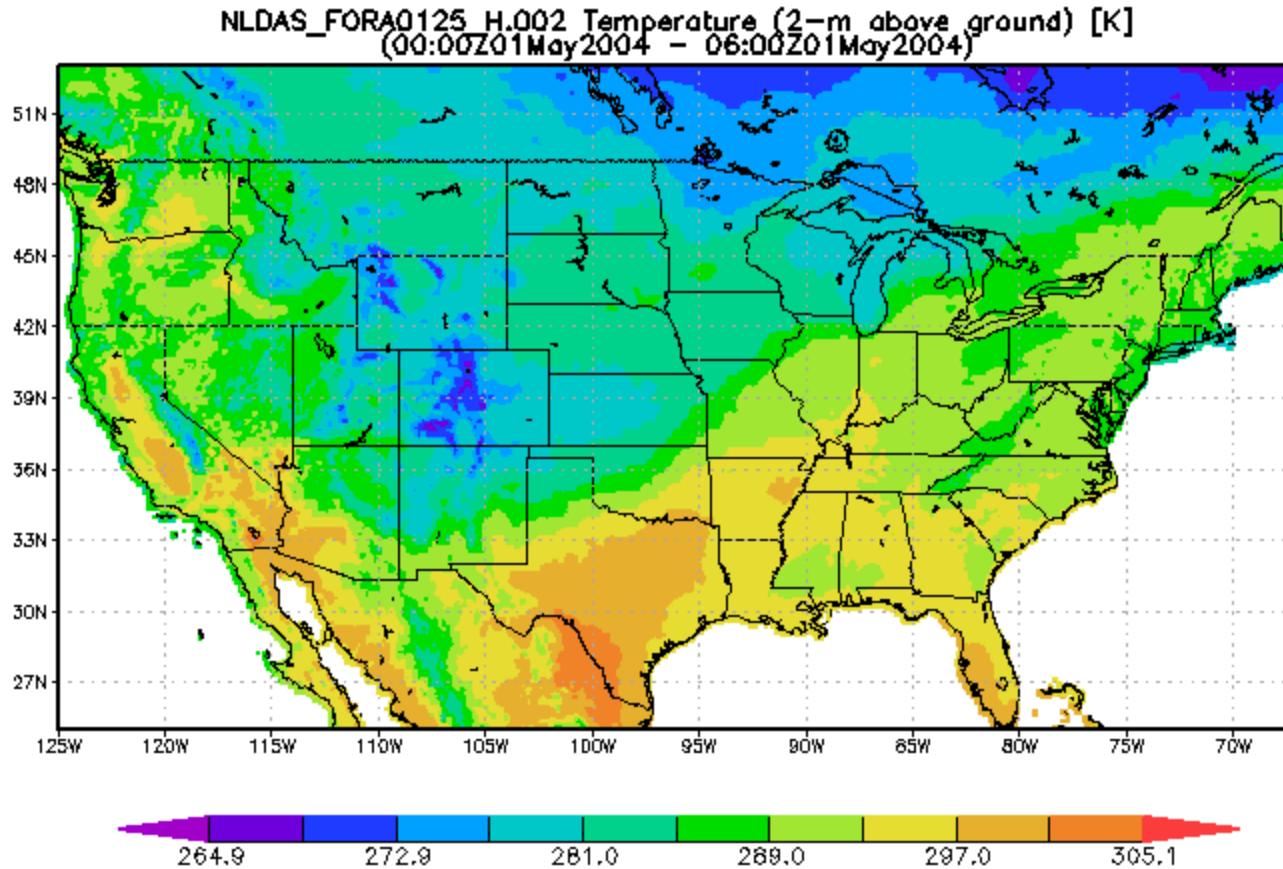 NLDAS_FORA0125_H.002 Temperature (2-m above ground) [K]
(00:00Z01May2004 - 06:00Z01May2004)
51N
48N
45N
42N
39N
36N
33N
30N
27N
125W 120W 115W 110W 105W 100W 95W 90W 85W 80W 75W 70W
264.9 272.9 281.0 289.0 297.0 305.1